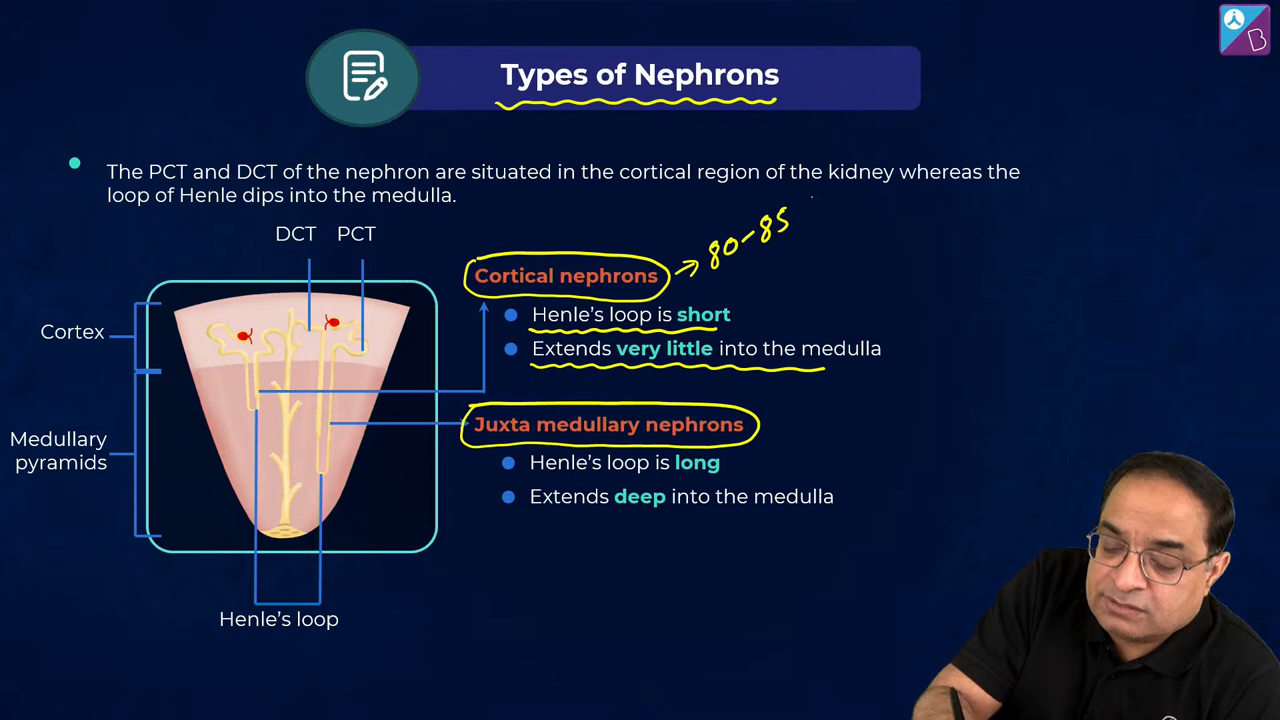 Types of Nephrons
The PCT and DCT of the nephron are situated in the cortical region of the kidney whereas the
loop of Henle dips into the medulla.
DCT PCT
Cortex
Medullary
pyramids
Henle’s loop
Cortical nephrons
→ 80-85
Henle’s loop is short
Extends very little into the medulla
Juxta medullary nephrons
Henle’s loop is long
Extends deep into the medulla
B